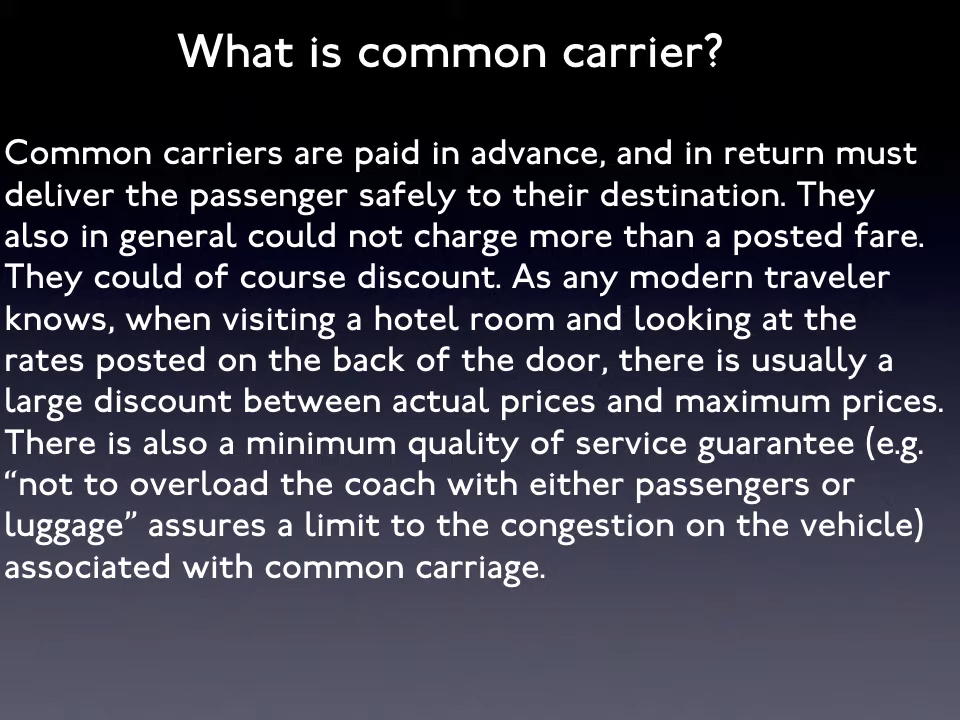 What is common carrier?
Common carriers are paid in advance, and in return must
deliver the passenger safely to their destination. They
also in general could not charge more than a posted fare.
They could of course discount. As any modern traveler
knows, when visiting a hotel room and looking at the
rates posted on the back of the door, there is usually a
large discount between actual prices and maximum prices.
There is also a minimum quality of service guarantee (e.g.
“not to overload the coach with either passengers or
luggage” assures a limit to the congestion on the vehicle)
associated with common carriage.